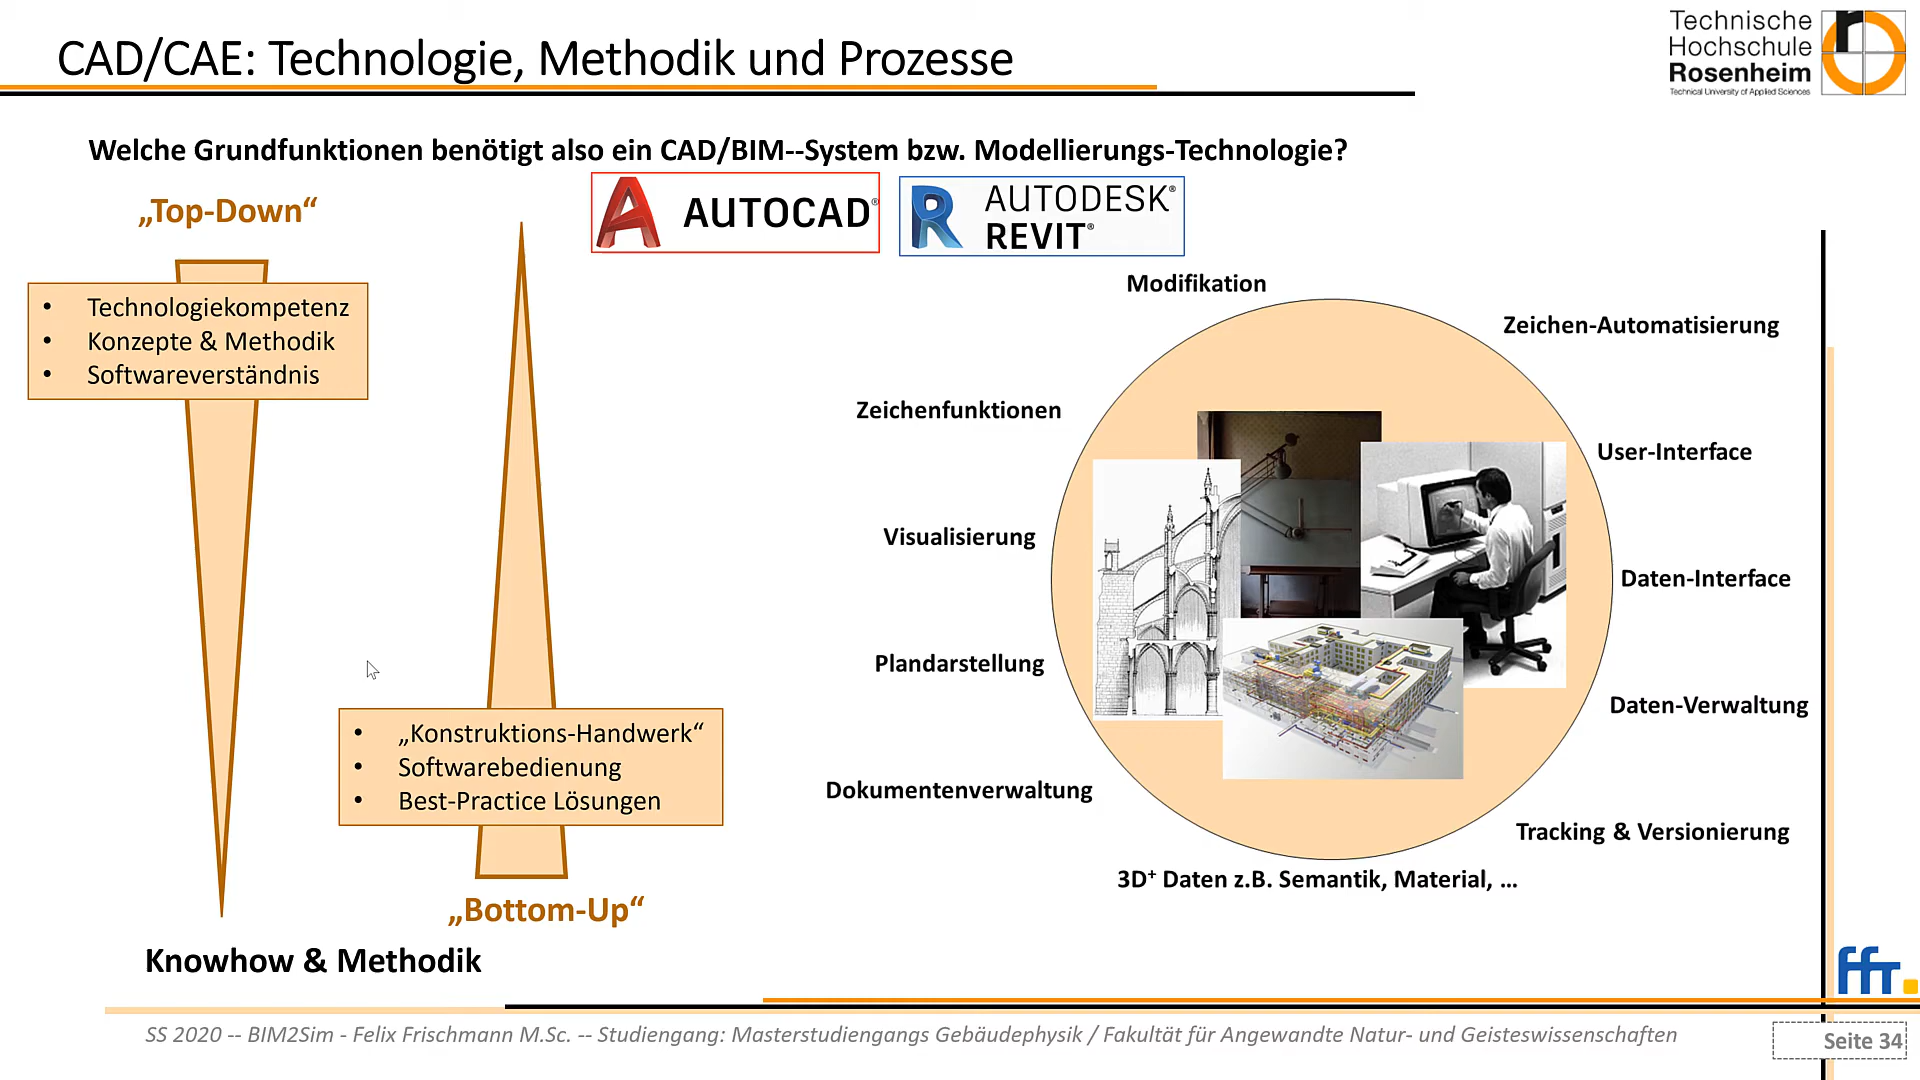 CAD/CAE: Technologie, Methodik und Prozesse
Technische
Hochschule
Rosenheim
Technical University of Applied Sciences
Welche Grundfunktionen benötigt also ein CAD/BIM--System bzw. Modellierungs-Technologie?
„Top-Down“
AUTOCAD®
AUTODESK®
REVIT®
• Technologiekompetenz
• Konzepte & Methodik
• Softwareverständnis
Modifikation
Zeichen-Automatisierung
Zeichenfunktionen
User-Interface
Visualisierung
Daten-Interface
Plandarstellung
Daten-Verwaltung
• „Konstruktions-Handwerk“
• Softwarebedienung
• Best-Practice Lösungen
Dokumentenverwaltung
Tracking & Versionierung
3D⁺ Daten z.B. Semantik, Material, ...
„Bottom-Up“
Knowhow & Methodik
fft.
SS 2020 -- BIM2Sim - Felix Frischmann M.Sc. -- Studiengang: Masterstudiengangs Gebäudephysik / Fakultät für Angewandte Natur- und Geisteswissenschaften
Seite 34